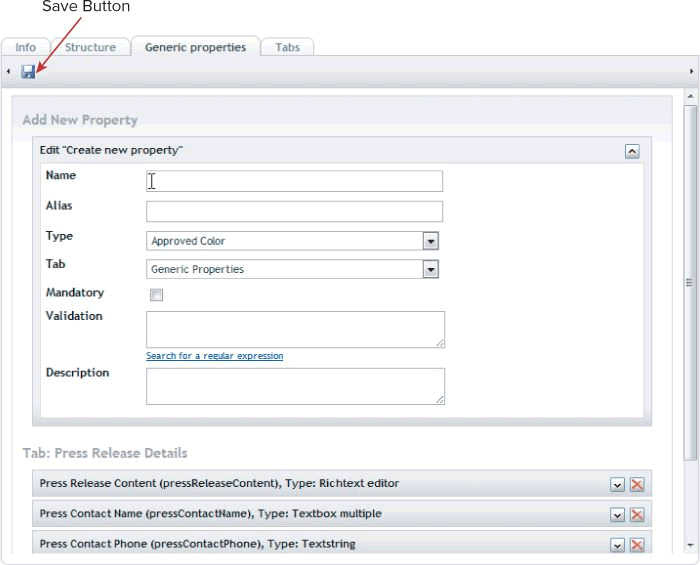 Save Button
Info Structure Generic properties Tabs
Add New Property
Edit "Create new property"
Name
Alias
Type Approved Color
Tab Generic Properties
Mandatory
Validation
Search for a regular expression
Description
Tab: Press Release Details
Press Release Content (pressReleaseContent), Type: Richtext editor
Press Contact Name (pressContactName), Type: Textbox multiple
Press Contact Phone (pressContactPhone), Type: Textstring